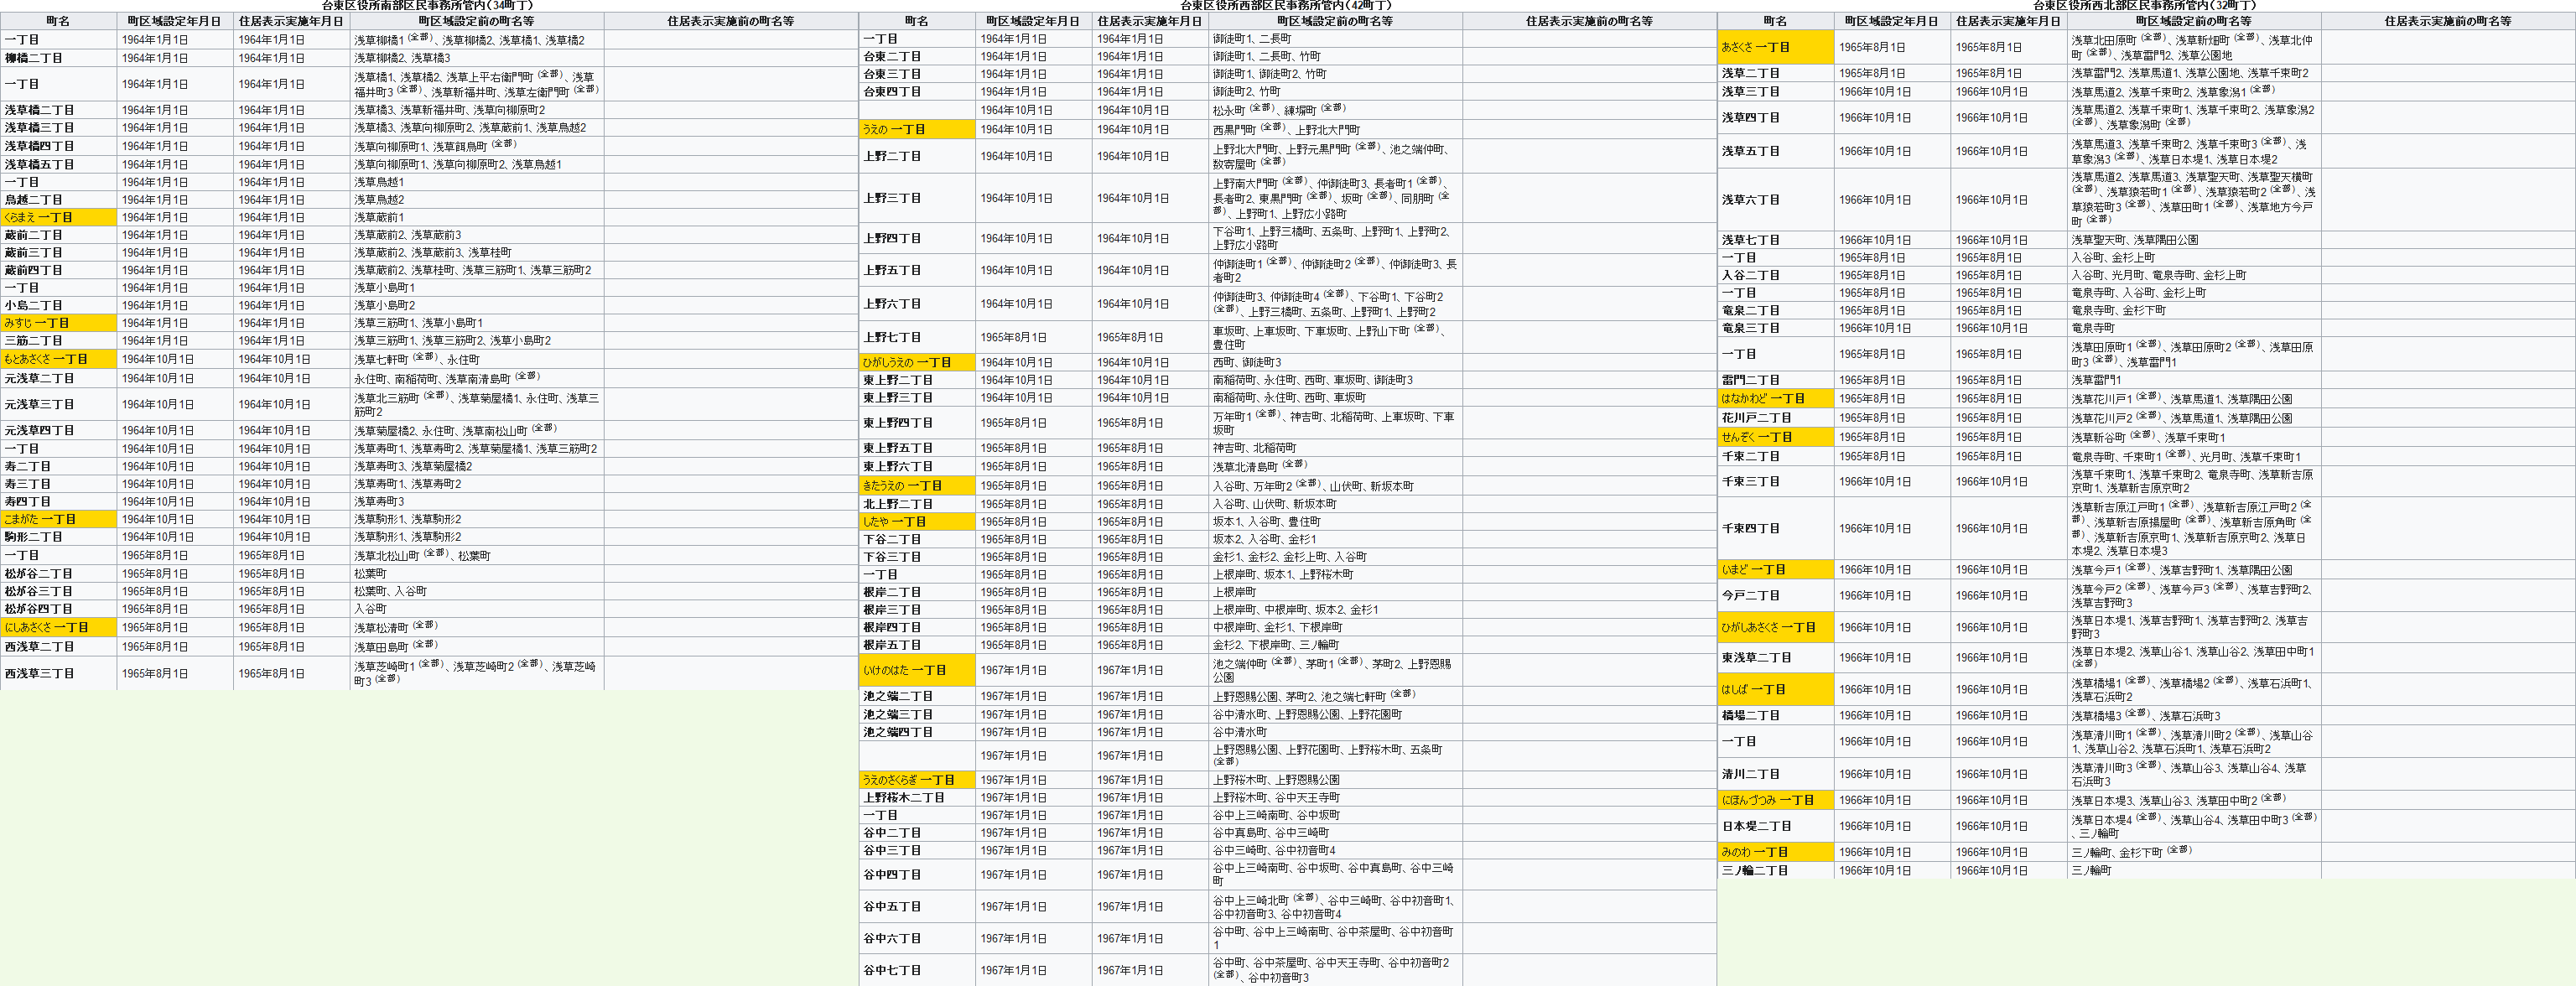 台東区役所南部区民事務所管内(34町丁)
町名 町区域設定年月日 住居表示実施年月日 町区域設定前の町名等 住居表示実施前の町名等
一丁目 1964年1月1日 1964年1月1日 浅草柳橋1 (全部)、浅草柳橋2、浅草橋1、浅草橋2
柳橋二丁目 1964年1月1日 1964年1月1日 浅草柳橋2、浅草橋3
一丁目 1964年1月1日 1964年1月1日 浅草橋1、浅草橋2、浅草上平右衛門町 (全部)、浅草
福井町3 (全部)、浅草新福井町、浅草左衛門町 (全部)
浅草橋二丁目 1964年1月1日 1964年1月1日 浅草橋3、浅草新福井町、浅草向柳原町2
浅草橋三丁目 1964年1月1日 1964年1月1日 浅草橋3、浅草向柳原町2、浅草蔵前1、浅草鳥越2
浅草橋四丁目 1964年1月1日 1964年1月1日 浅草向柳原町1、浅草餌鳥町 (全部)
浅草橋五丁目 1964年1月1日 1964年1月1日 浅草向柳原町1、浅草向柳原町2、浅草鳥越1
一丁目 1964年1月1日 1964年1月1日 浅草鳥越1
鳥越二丁目 1964年1月1日 1964年1月1日 浅草鳥越2
くらまえ 一丁目 1964年1月1日 1964年1月1日 浅草蔵前1
蔵前二丁目 1964年1月1日 1964年1月1日 浅草蔵前2、浅草蔵前3
蔵前三丁目 1964年1月1日 1964年1月1日 浅草蔵前2、浅草蔵前3、浅草桂町
蔵前四丁目 1964年1月1日 1964年1月1日 浅草蔵前2、浅草桂町、浅草三筋町1、浅草三筋町2
一丁目 1964年1月1日 1964年1月1日 浅草小島町1
小島二丁目 1964年1月1日 1964年1月1日 浅草小島町2
みすじ 一丁目 1964年1月1日 1964年1月1日 浅草三筋町1、浅草小島町1
三筋二丁目 1964年1月1日 1964年1月1日 浅草三筋町1、浅草三筋町2、浅草小島町2
もとあさくさ 一丁目 1964年10月1日 1964年10月1日 浅草七軒町 (全部)、永住町
元浅草二丁目 1964年10月1日 1964年10月1日 永住町、南稲荷町、浅草南清島町 (全部)
元浅草三丁目 1964年10月1日 1964年10月1日 浅草北三筋町 (全部)、浅草菊屋橋1、永住町、浅草三
筋町2
元浅草四丁目 1964年10月1日 1964年10月1日 浅草菊屋橋2、永住町、浅草南松山町 (全部)
一丁目 1964年10月1日 1964年10月1日 浅草寿町1、浅草寿町2、浅草菊屋橋1、浅草三筋町2
寿二丁目 1964年10月1日 1964年10月1日 浅草寿町3、浅草菊屋橋2
寿三丁目 1964年10月1日 1964年10月1日 浅草寿町1、浅草寿町2
寿四丁目 1964年10月1日 1964年10月1日 浅草寿町3
こまがた 一丁目 1964年10月1日 1964年10月1日 浅草駒形1、浅草駒形2
駒形二丁目 1964年10月1日 1964年10月1日 浅草駒形1、浅草駒形2
一丁目 1965年8月1日 1965年8月1日 浅草北松山町 (全部)、松葉町
松が谷二丁目 1965年8月1日 1965年8月1日 松葉町
松が谷三丁目 1965年8月1日 1965年8月1日 松葉町、入谷町
松が谷四丁目 1965年8月1日 1965年8月1日 入谷町
にしあさくさ 一丁目 1965年8月1日 1965年8月1日 浅草松清町 (全部)
西浅草二丁目 1965年8月1日 1965年8月1日 浅草田島町 (全部)
西浅草三丁目 1965年8月1日 1965年8月1日 浅草芝崎町1 (全部)、浅草芝崎町2 (全部)、浅草芝崎
町3 (全部)
台東区役所西部区民事務所管内(42町丁)
町名 町区域設定年月日 住居表示実施年月日 町区域設定前の町名等 住居表示実施前の町名等
一丁目 1964年1月1日 1964年1月1日 御徒町1、二長町
台東二丁目 1964年1月1日 1964年1月1日 御徒町1、二長町、竹町
台東三丁目 1964年1月1日 1964年1月1日 御徒町1、御徒町2、竹町
台東四丁目 1964年1月1日 1964年1月1日 御徒町2、竹町
1964年10月1日 1964年10月1日 松永町 (全部)、練塀町 (全部)
うえの 一丁目 1964年10月1日 1964年10月1日 西黒門町 (全部)、上野北大門町
上野二丁目 1964年10月1日 1964年10月1日 上野北大門町、上野元黒門町 (全部)、池之端仲町、
数寄屋町 (全部)
上野三丁目 1964年10月1日 1964年10月1日 上野南大門町 (全部)、仲御徒町3、長者町1 (全部)、
長者町2、東黒門町 (全部)、坂町 (全部)、同朋町 (全
部)、上野町1、上野広小路町
上野四丁目 1964年10月1日 1964年10月1日 下谷町1、上野三橋町、五条町、上野町1、上野町2、
上野広小路町
上野五丁目 1964年10月1日 1964年10月1日 仲御徒町1 (全部)、仲御徒町2 (全部)、仲御徒町3、長
者町2
上野六丁目 1964年10月1日 1964年10月1日 仲御徒町3、仲御徒町4 (全部)、下谷町1、下谷町2
(全部)、上野三橋町、五条町、上野町1、上野町2
上野七丁目 1965年8月1日 1965年8月1日 車坂町、上車坂町、下車坂町、上野山下町 (全部)、
豊住町
ひがしうえの 一丁目 1964年10月1日 1964年10月1日 西町、御徒町3
東上野二丁目 1964年10月1日 1964年10月1日 南稲荷町、永住町、西町、車坂町、御徒町3
東上野三丁目 1964年10月1日 1964年10月1日 南稲荷町、永住町、西町、車坂町
東上野四丁目 1965年8月1日 1965年8月1日 万年町1 (全部)、神吉町、北稲荷町、上車坂町、下車
坂町
東上野五丁目 1965年8月1日 1965年8月1日 神吉町、北稲荷町
東上野六丁目 1965年8月1日 1965年8月1日 浅草北清島町 (全部)
きたうえの 一丁目 1965年8月1日 1965年8月1日 入谷町、万年町2 (全部)、山伏町、新坂本町
北上野二丁目 1965年8月1日 1965年8月1日 入谷町、山伏町、新坂本町
したや 一丁目 1965年8月1日 1965年8月1日 坂本1、入谷町、豊住町
下谷二丁目 1965年8月1日 1965年8月1日 坂本2、入谷町、金杉1
下谷三丁目 1965年8月1日 1965年8月1日 金杉1、金杉2、金杉上町、入谷町
一丁目 1965年8月1日 1965年8月1日 上根岸町、坂本1、上野桜木町
根岸二丁目 1965年8月1日 1965年8月1日 上根岸町
根岸三丁目 1965年8月1日 1965年8月1日 上根岸町、中根岸町、坂本2、金杉1
根岸四丁目 1965年8月1日 1965年8月1日 中根岸町、金杉1、下根岸町
根岸五丁目 1965年8月1日 1965年8月1日 金杉2、下根岸町、三ノ輪町
いけのはた 一丁目 1967年1月1日 1967年1月1日 池之端仲町 (全部)、茅町1 (全部)、茅町2、上野恩賜
公園
池之端二丁目 1967年1月1日 1967年1月1日 上野恩賜公園、茅町2、池之端七軒町 (全部)
池之端三丁目 1967年1月1日 1967年1月1日 谷中清水町、上野恩賜公園、上野花園町
池之端四丁目 1967年1月1日 1967年1月1日 谷中清水町
1967年1月1日 1967年1月1日 上野恩賜公園、上野花園町、上野桜木町、五条町
(全部)
うえのさくらぎ 一丁目 1967年1月1日 1967年1月1日 上野桜木町、上野恩賜公園
上野桜木二丁目 1967年1月1日 1967年1月1日 上野桜木町、谷中天王寺町
一丁目 1967年1月1日 1967年1月1日 谷中上三崎南町、谷中坂町
谷中二丁目 1967年1月1日 1967年1月1日 谷中真島町、谷中三崎町
谷中三丁目 1967年1月1日 1967年1月1日 谷中三崎町、谷中初音町4
谷中四丁目 1967年1月1日 1967年1月1日 谷中上三崎南町、谷中坂町、谷中真島町、谷中三崎
町
谷中五丁目 1967年1月1日 1967年1月1日 谷中上三崎北町 (全部)、谷中三崎町、谷中初音町1、
谷中初音町3、谷中初音町4
谷中六丁目 1967年1月1日 1967年1月1日 谷中町、谷中上三崎南町、谷中茶屋町、谷中初音町
1
谷中七丁目 1967年1月1日 1967年1月1日 谷中町、谷中茶屋町、谷中天王寺町、谷中初音町2
(全部)、谷中初音町3
台東区役所西北部区民事務所管内(32町丁)
町名 町区域設定年月日 住居表示実施年月日 町区域設定前の町名等 住居表示実施前の町名等
あさくさ 一丁目 1965年8月1日 1965年8月1日 浅草北田原町 (全部)、浅草新畑町 (全部)、浅草北仲
町 (全部)、浅草雷門2、浅草公園地
浅草二丁目 1965年8月1日 1965年8月1日 浅草雷門2、浅草馬道1、浅草公園地、浅草千束町2
浅草三丁目 1966年10月1日 1966年10月1日 浅草馬道2、浅草千束町2、浅草象潟1 (全部)
浅草四丁目 1966年10月1日 1966年10月1日 浅草馬道2、浅草千束町1、浅草千束町2、浅草象潟2
(全部)、浅草象潟町 (全部)
浅草五丁目 1966年10月1日 1966年10月1日 浅草馬道3、浅草千束町2、浅草千束町3 (全部)、浅
草象潟3 (全部)、浅草日本堤1、浅草日本堤2
浅草六丁目 1966年10月1日 1966年10月1日 浅草馬道2、浅草馬道3、浅草聖天町、浅草聖天横町
(全部)、浅草猿若町1 (全部)、浅草猿若町2 (全部)、浅
草猿若町3 (全部)、浅草田町1 (全部)、浅草地方今戸
町 (全部)
浅草七丁目 1966年10月1日 1966年10月1日 浅草聖天町、浅草隅田公園
一丁目 1965年8月1日 1965年8月1日 入谷町、金杉上町
入谷二丁目 1965年8月1日 1965年8月1日 入谷町、光月町、竜泉寺町、金杉上町
一丁目 1965年8月1日 1965年8月1日 竜泉寺町、入谷町、金杉上町
竜泉二丁目 1965年8月1日 1965年8月1日 竜泉寺町、金杉下町
竜泉三丁目 1966年10月1日 1966年10月1日 竜泉寺町
一丁目 1965年8月1日 1965年8月1日 浅草田原町1 (全部)、浅草田原町2 (全部)、浅草田原
町3 (全部)、浅草雷門1
雷門二丁目 1965年8月1日 1965年8月1日 浅草雷門1
はなかわど 一丁目 1965年8月1日 1965年8月1日 浅草花川戸1 (全部)、浅草馬道1、浅草隅田公園
花川戸二丁目 1965年8月1日 1965年8月1日 浅草花川戸2 (全部)、浅草馬道1、浅草隅田公園
せんぞく 一丁目 1965年8月1日 1965年8月1日 浅草新谷町 (全部)、浅草千束町1
千束二丁目 1965年8月1日 1965年8月1日 竜泉寺町、千束町1 (全部)、光月町、浅草千束町1
千束三丁目 1966年10月1日 1966年10月1日 浅草千束町1、浅草千束町2、竜泉寺町、浅草新吉原
京町1、浅草新吉原京町2
千束四丁目 1966年10月1日 1966年10月1日 浅草新吉原江戸町1 (全部)、浅草新吉原江戸町2 (全
部)、浅草新吉原揚屋町 (全部)、浅草新吉原角町 (全
部)、浅草新吉原京町1、浅草新吉原京町2、浅草日
本堤2、浅草日本堤3
いまど 一丁目 1966年10月1日 1966年10月1日 浅草今戸1 (全部)、浅草吉野町1、浅草隅田公園
今戸二丁目 1966年10月1日 1966年10月1日 浅草今戸2 (全部)、浅草今戸3 (全部)、浅草吉野町2、
浅草吉野町3
ひがしあさくさ 一丁目 1966年10月1日 1966年10月1日 浅草日本堤1、浅草吉野町1、浅草吉野町2、浅草吉
野町3
東浅草二丁目 1966年10月1日 1966年10月1日 浅草日本堤2、浅草山谷1、浅草山谷2、浅草田中町1
(全部)
はしば 一丁目 1966年10月1日 1966年10月1日 浅草橋場1 (全部)、浅草橋場2 (全部)、浅草石浜町1、
浅草石浜町2
橋場二丁目 1966年10月1日 1966年10月1日 浅草橋場3 (全部)、浅草石浜町3
一丁目 1966年10月1日 1966年10月1日 浅草清川町1 (全部)、浅草清川町2 (全部)、浅草山谷
1、浅草山谷2、浅草石浜町1、浅草石浜町2
清川二丁目 1966年10月1日 1966年10月1日 浅草清川町3 (全部)、浅草山谷3、浅草山谷4、浅草
石浜町3
にほんづつみ 一丁目 1966年10月1日 1966年10月1日 浅草日本堤3、浅草山谷3、浅草田中町2 (全部)
日本堤二丁目 1966年10月1日 1966年10月1日 浅草日本堤4 (全部)、浅草山谷4、浅草田中町3 (全部)
、三ノ輪町
みのわ 一丁目 1966年10月1日 1966年10月1日 三ノ輪町、金杉下町 (全部)
三ノ輪二丁目 1966年10月1日 1966年10月1日 三ノ輪町